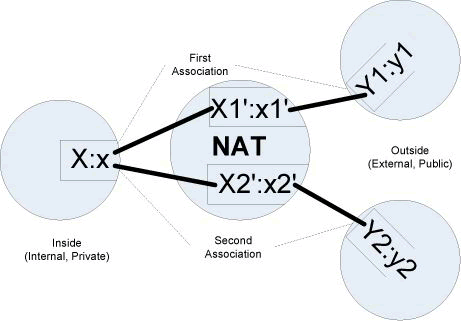 First
Association
X1':x1'
Y1:y1
NAT
X:x
Outside
(External, Public)
X2':x2'
Inside
(Internal, Private)
Second
Association
Y2:y2